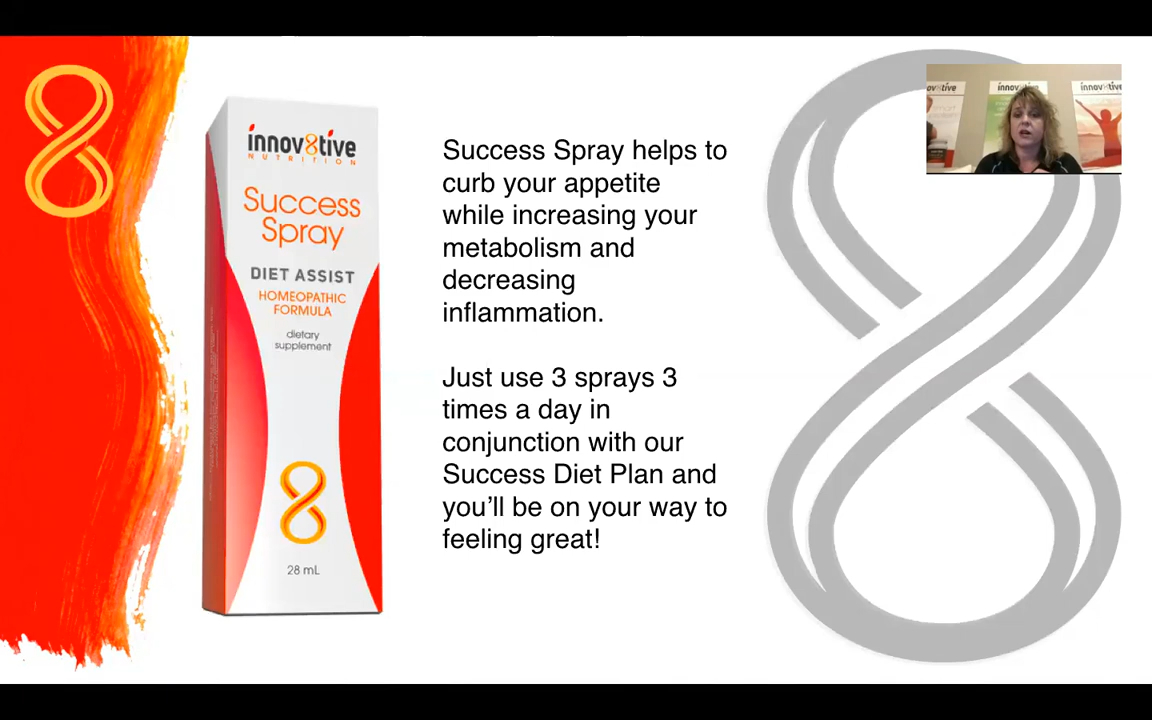 innov8tive
NUTRITION
Success
Spray
DIET ASSIST
HOMEOPATHIC
FORMULA
dietary
supplement
28 mL
Success Spray helps to
curb your appetite
while increasing your
metabolism and
decreasing
inflammation.
Just use 3 sprays 3
times a day in
conjunction with our
Success Diet Plan and
you’ll be on your way to
feeling great!
innov8tive